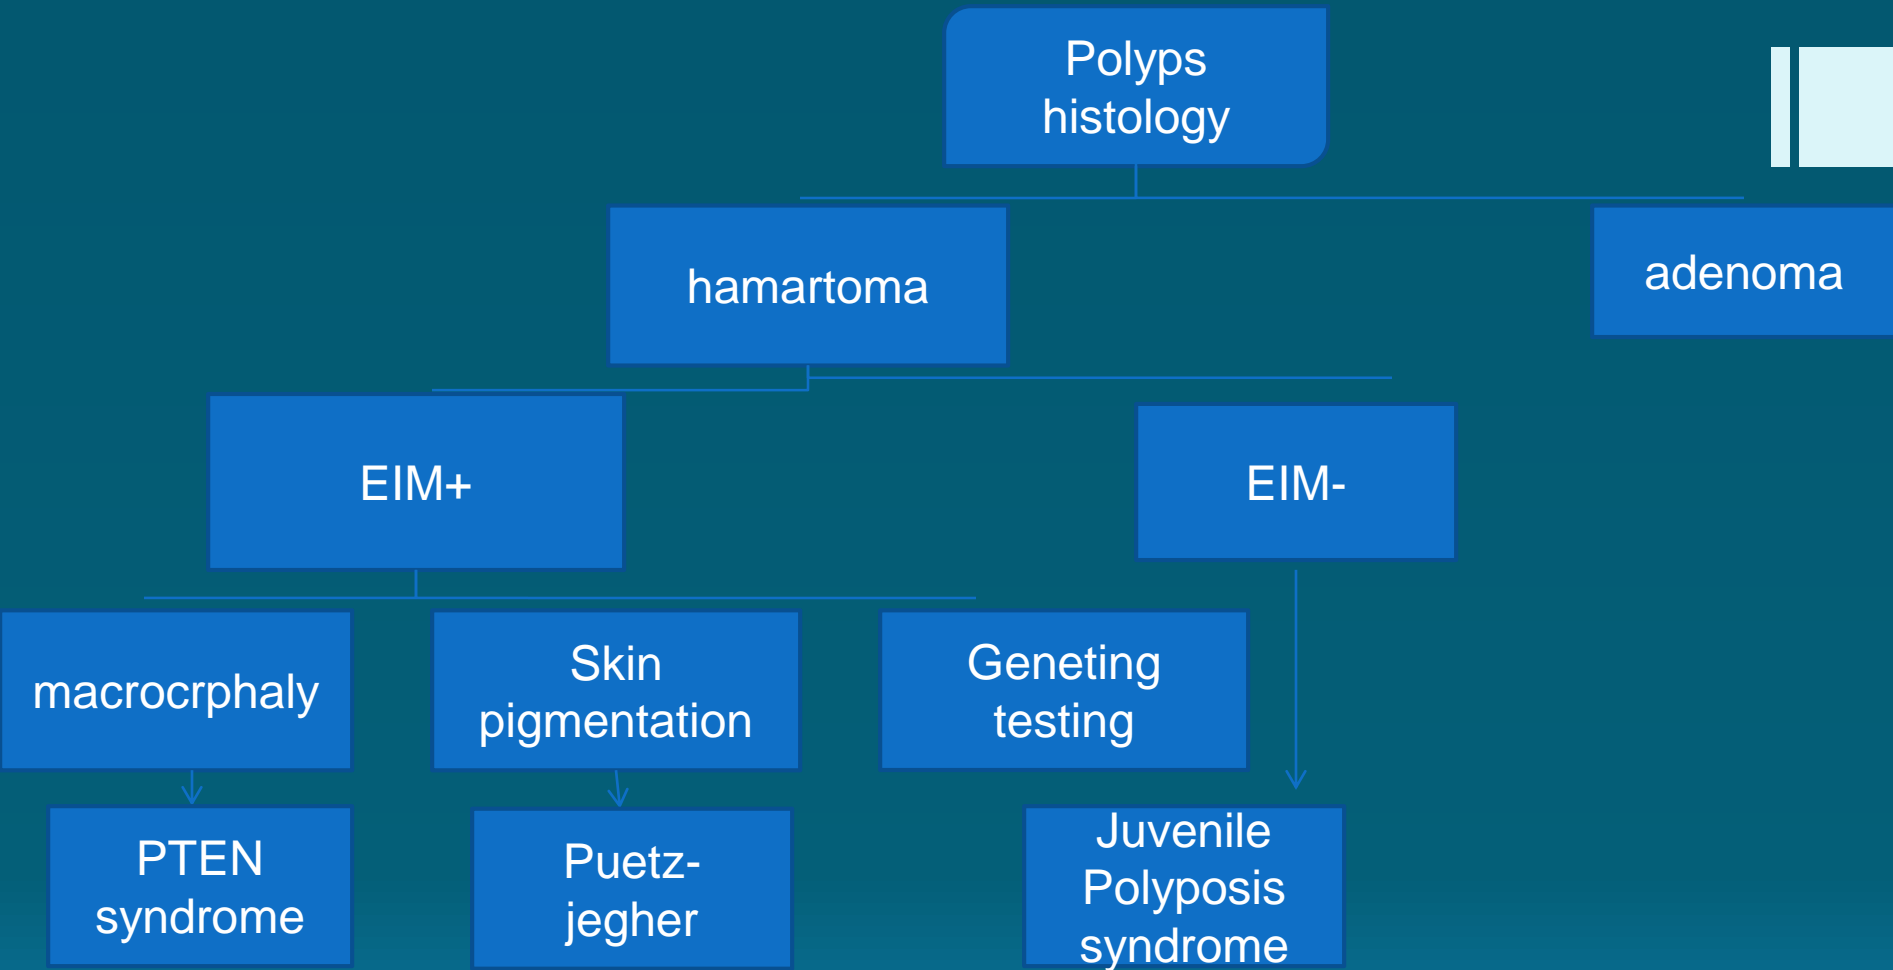 Polyps
histology
hamartoma
adenoma
EIM+
EIM-
macrocrphaly
Skin
pigmentation
Geneting
testing
PTEN
syndrome
Puetz-
jegher
Juvenile
Polyposis
syndrome